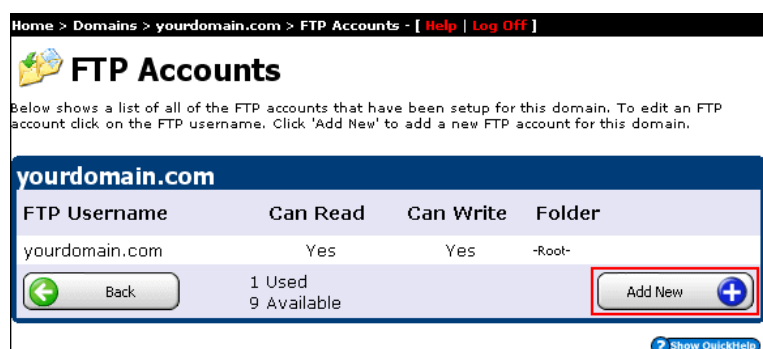 Home > Domains > yourdomain.com > FTP Accounts - [ Help | Log Off ]
FTP Accounts
Below shows a list of all of the FTP accounts that have been setup for this domain. To edit an FTP
account click on the FTP username. Click 'Add New' to add a new FTP account for this domain.
yourdomain.com
FTP Username Can Read Can Write Folder
yourdomain.com Yes Yes -Root-
Back 1 Used Add New
9 Available
? Show QuickHelp